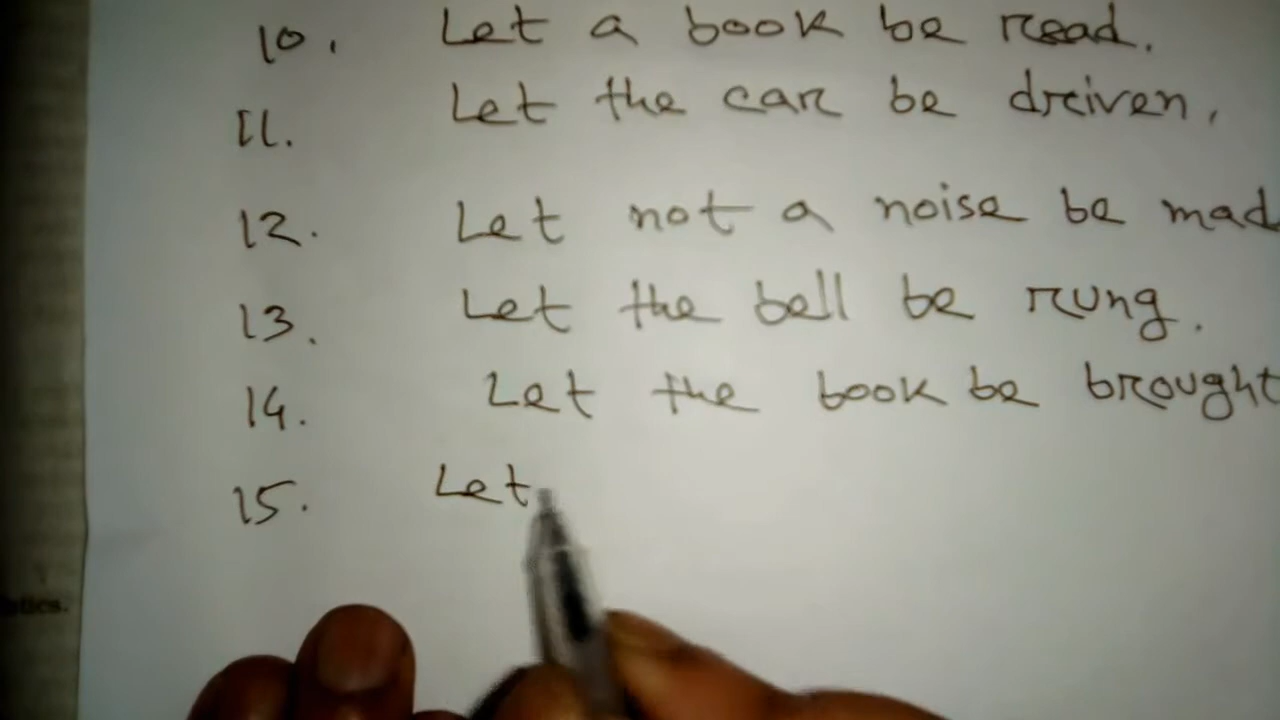 10. Let a book be read.
11. Let the car be driven.
12. Let not a noise be mad
13. Let the bell be rung.
14. Let the book be brought
15. Let